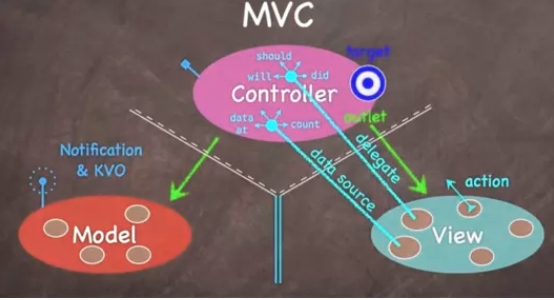 MVC
should
target
will
did
Controller
data
at
count
outlet
Notification
& KVO
data source
delegate
action
Model
View